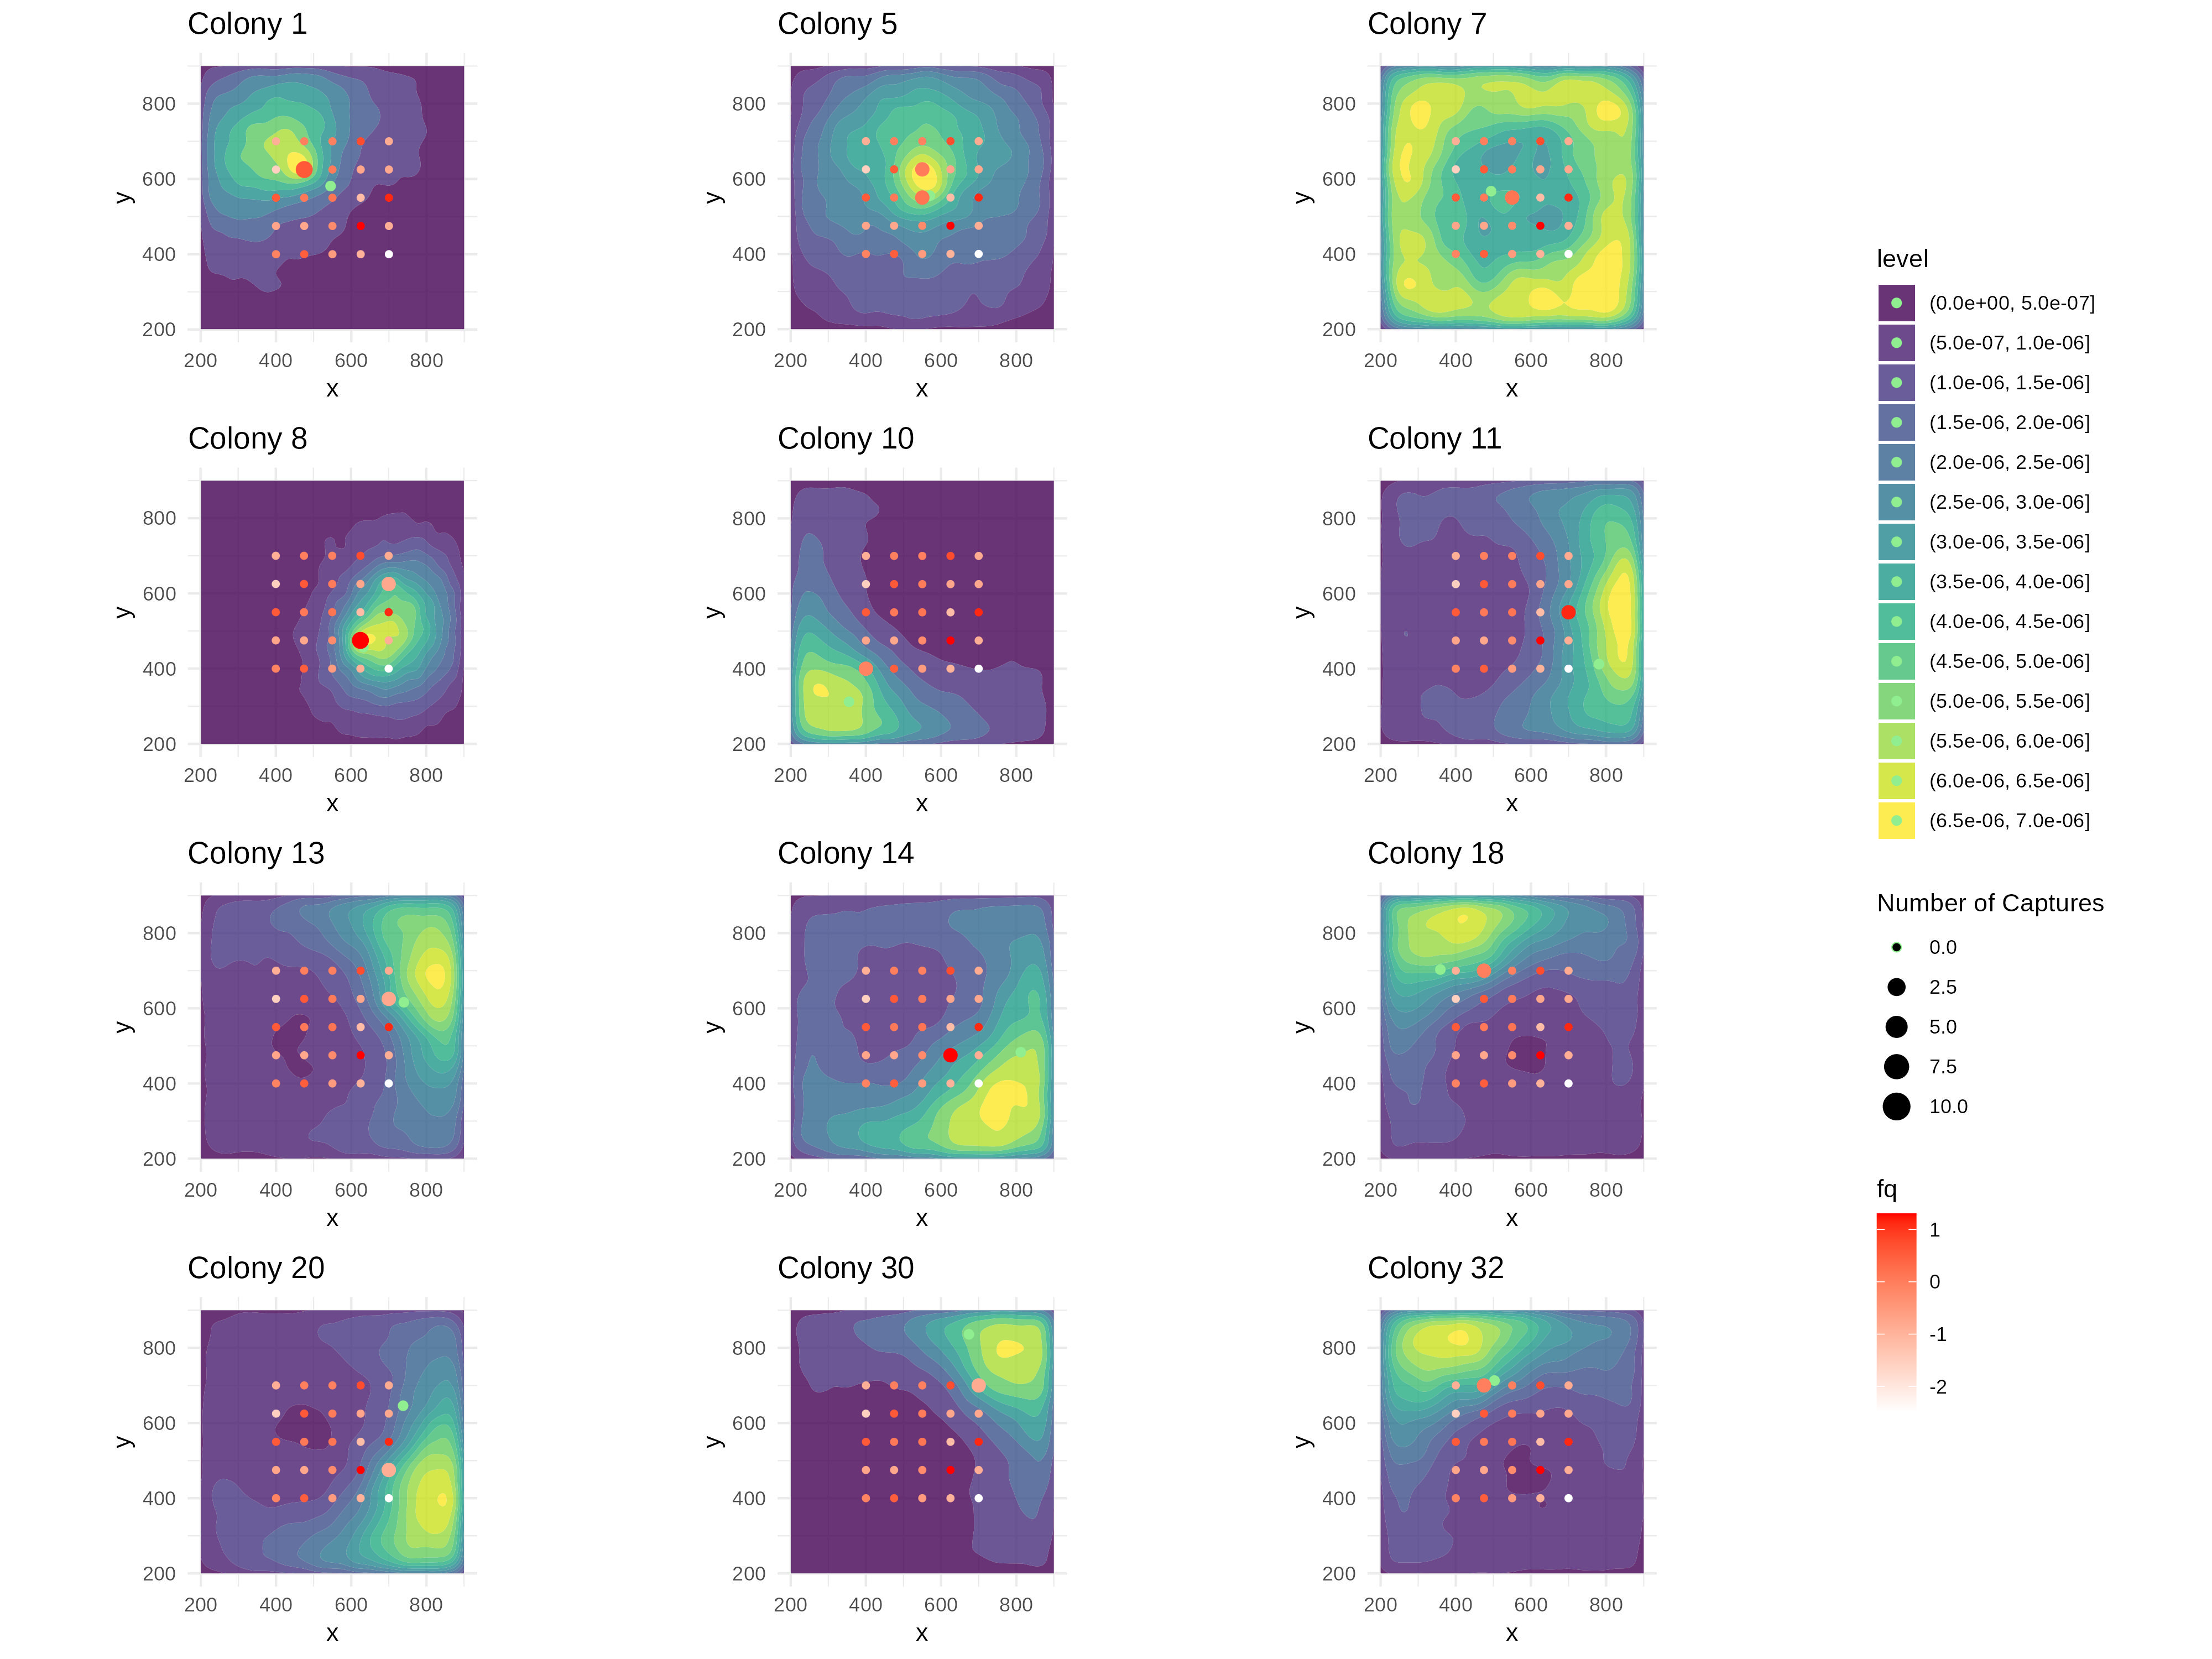 Colony 1
800
600
400
200
y
200 400 600 800
x
Colony 5
800
600
400
200
y
200 400 600 800
x
Colony 7
800
600
400
200
y
200 400 600 800
x
Colony 8
800
600
400
200
y
200 400 600 800
x
Colony 10
800
600
400
200
y
200 400 600 800
x
Colony 11
800
600
400
200
y
200 400 600 800
x
Colony 13
800
600
400
200
y
200 400 600 800
x
Colony 14
800
600
400
200
y
200 400 600 800
x
Colony 18
800
600
400
200
y
200 400 600 800
x
Colony 20
800
600
400
200
y
200 400 600 800
x
Colony 30
800
600
400
200
y
200 400 600 800
x
Colony 32
800
600
400
200
y
200 400 600 800
x
level
(0.0e+00, 5.0e-07]
(5.0e-07, 1.0e-06]
(1.0e-06, 1.5e-06]
(1.5e-06, 2.0e-06]
(2.0e-06, 2.5e-06]
(2.5e-06, 3.0e-06]
(3.0e-06, 3.5e-06]
(3.5e-06, 4.0e-06]
(4.0e-06, 4.5e-06]
(4.5e-06, 5.0e-06]
(5.0e-06, 5.5e-06]
(5.5e-06, 6.0e-06]
(6.0e-06, 6.5e-06]
(6.5e-06, 7.0e-06]
Number of Captures
0.0
2.5
5.0
7.5
10.0
fq
1
0
-1
-2